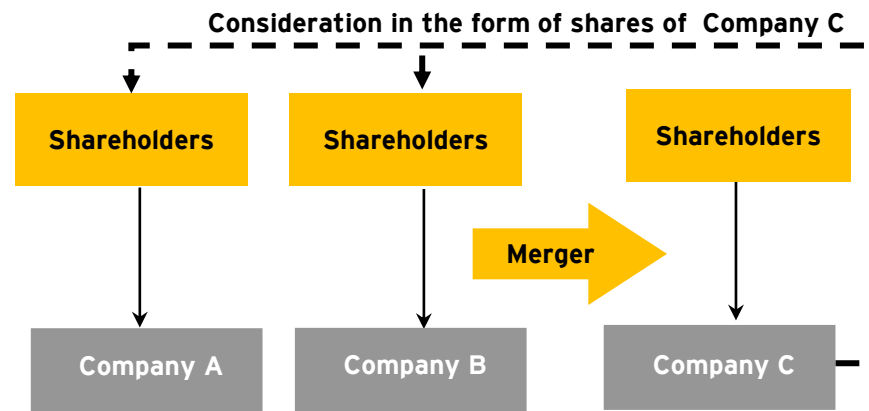 Consideration in the form of shares of Company C
Shareholders
Shareholders
Shareholders
Merger
Company A
Company B
Company C